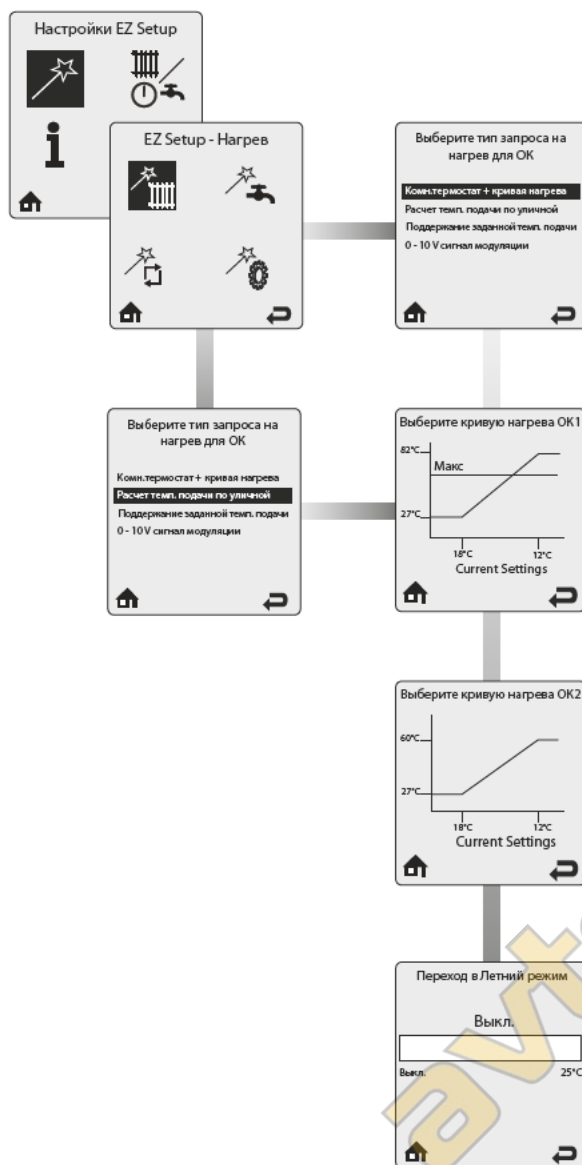 Настройки EZ Setup
EZ Setup - Нагрев
Выберите тип запроса на
нагрев для ОК
Комн.термостат + кривая нагрева
Расчет темп. подачи по уличной
Поддержание заданной темп. подачи
0 - 10 V сигнал модуляции
Выберите тип запроса на
нагрев для ОК
Комн.термостат + кривая нагрева
Расчет темп. подачи по уличной
Поддержание заданной темп. подачи
0 - 10 V сигнал модуляции
Выберите кривую нагрева ОК1
82°C
Макс
27°C
18°C 12°C
Current Settings
Выберите кривую нагрева ОК2
60°C
27°C
18°C 12°C
Current Settings
Переход в Летний режим
Выкл.
Выкл. 25°C